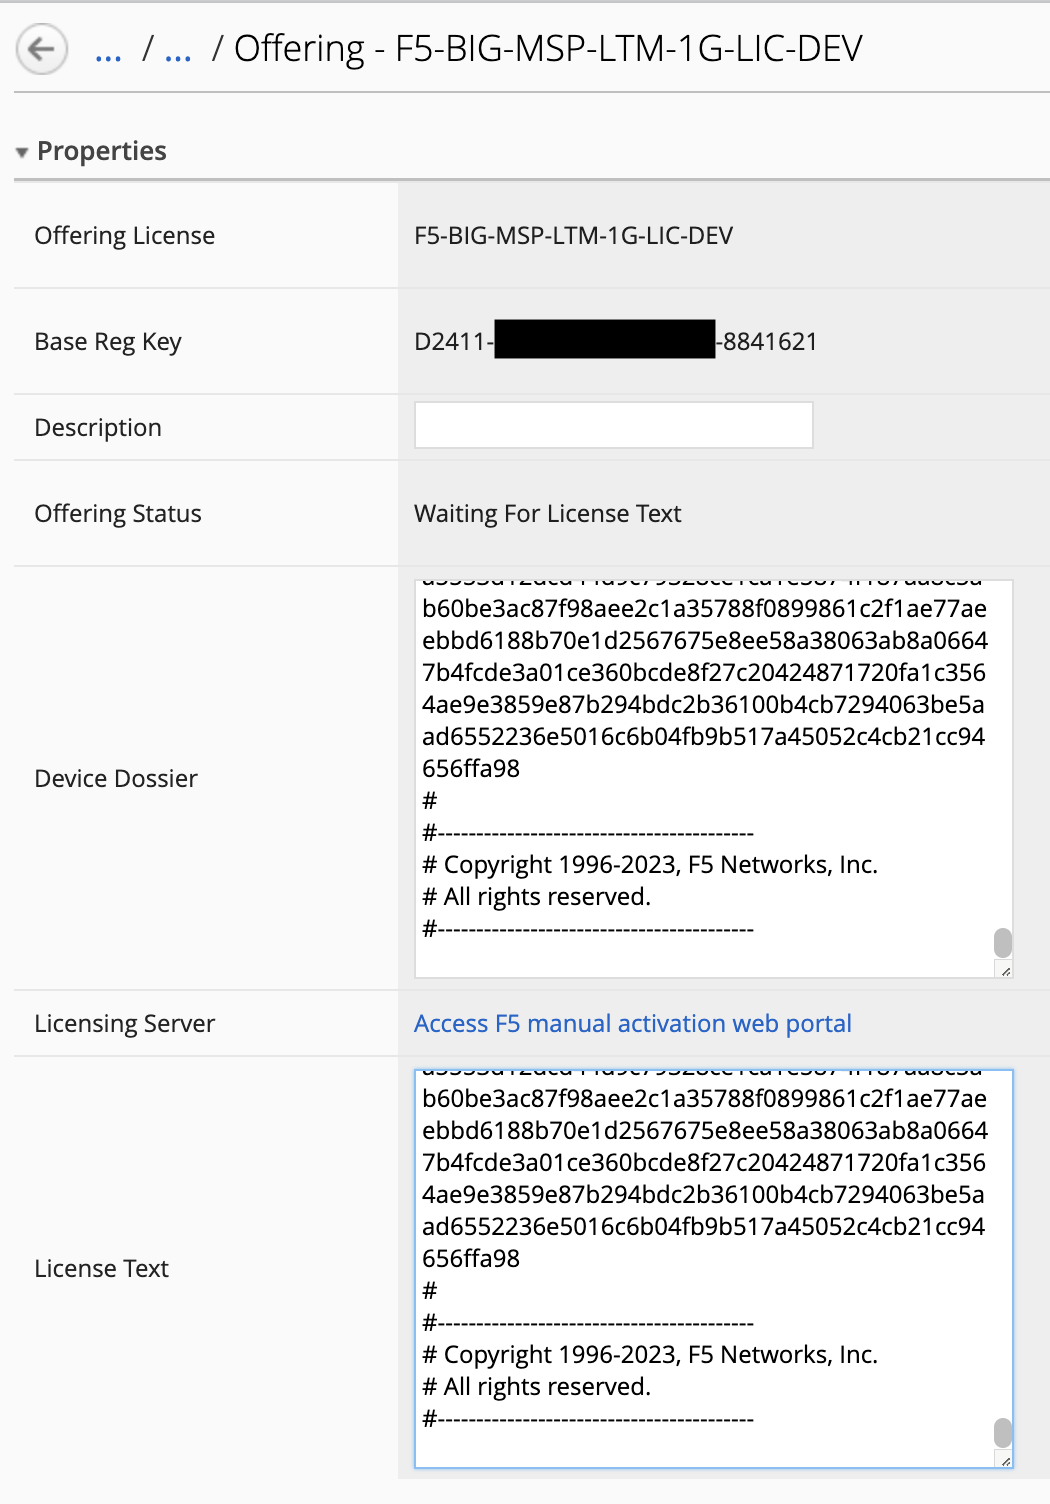 ... / ... / Offering - F5-BIG-MSP-LTM-1G-LIC-DEV
Properties
Offering License F5-BIG-MSP-LTM-1G-LIC-DEV
Base Reg Key D2411- -8841621
Description
Offering Status Waiting For License Text
Device Dossier
b60be3ac87f98aee2c1a35788f0899861c2f1ae77ae
ebbd6188b70e1d2567675e8ee58a38063ab8a0664
7b4fcde3a01ce360bcde8f27c20424871720fa1c356
4ae9e3859e87b294bdc2b36100b4cb7294063be5a
ad6552236e5016c6b04fb9b517a45052c4cb21cc94
656ffa98
#
#-----------------------------------------
# Copyright 1996-2023, F5 Networks, Inc.
# All rights reserved.
#-----------------------------------------
Licensing Server Access F5 manual activation web portal
License Text
b60be3ac87f98aee2c1a35788f0899861c2f1ae77ae
ebbd6188b70e1d2567675e8ee58a38063ab8a0664
7b4fcde3a01ce360bcde8f27c20424871720fa1c356
4ae9e3859e87b294bdc2b36100b4cb7294063be5a
ad6552236e5016c6b04fb9b517a45052c4cb21cc94
656ffa98
#
#-----------------------------------------
# Copyright 1996-2023, F5 Networks, Inc.
# All rights reserved.
#-----------------------------------------